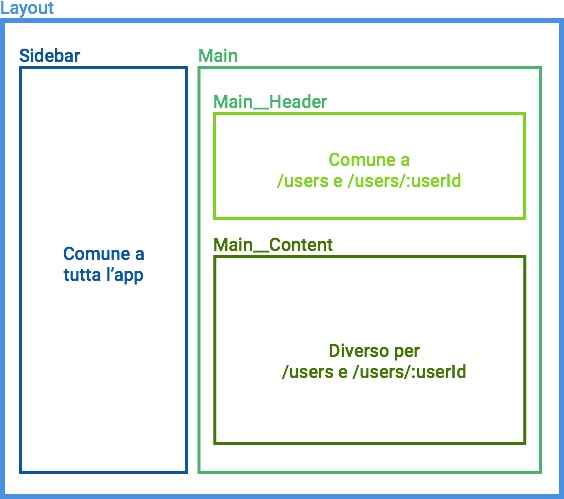 Layout
Sidebar
Comune a
tutta l'app
Main
Main__Header
Comune a
/users e /users/:userId
Main__Content
Diverso per
/users e /users/:userId